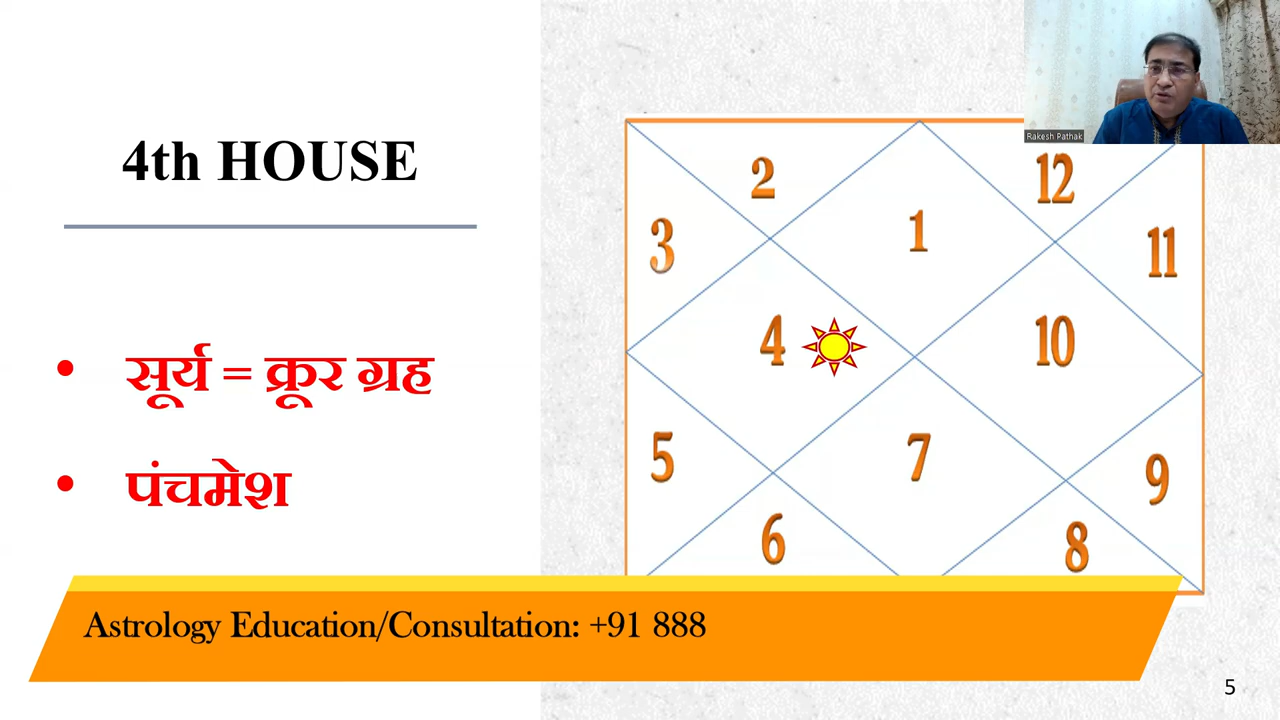 Rakesh Pathak
4th HOUSE
2
12
3
1
11
4
10
• सूर्य = क्रूर ग्रह
5
7
9
• पंचमेश
6
8
Astrology Education/Consultation: +91 888
5